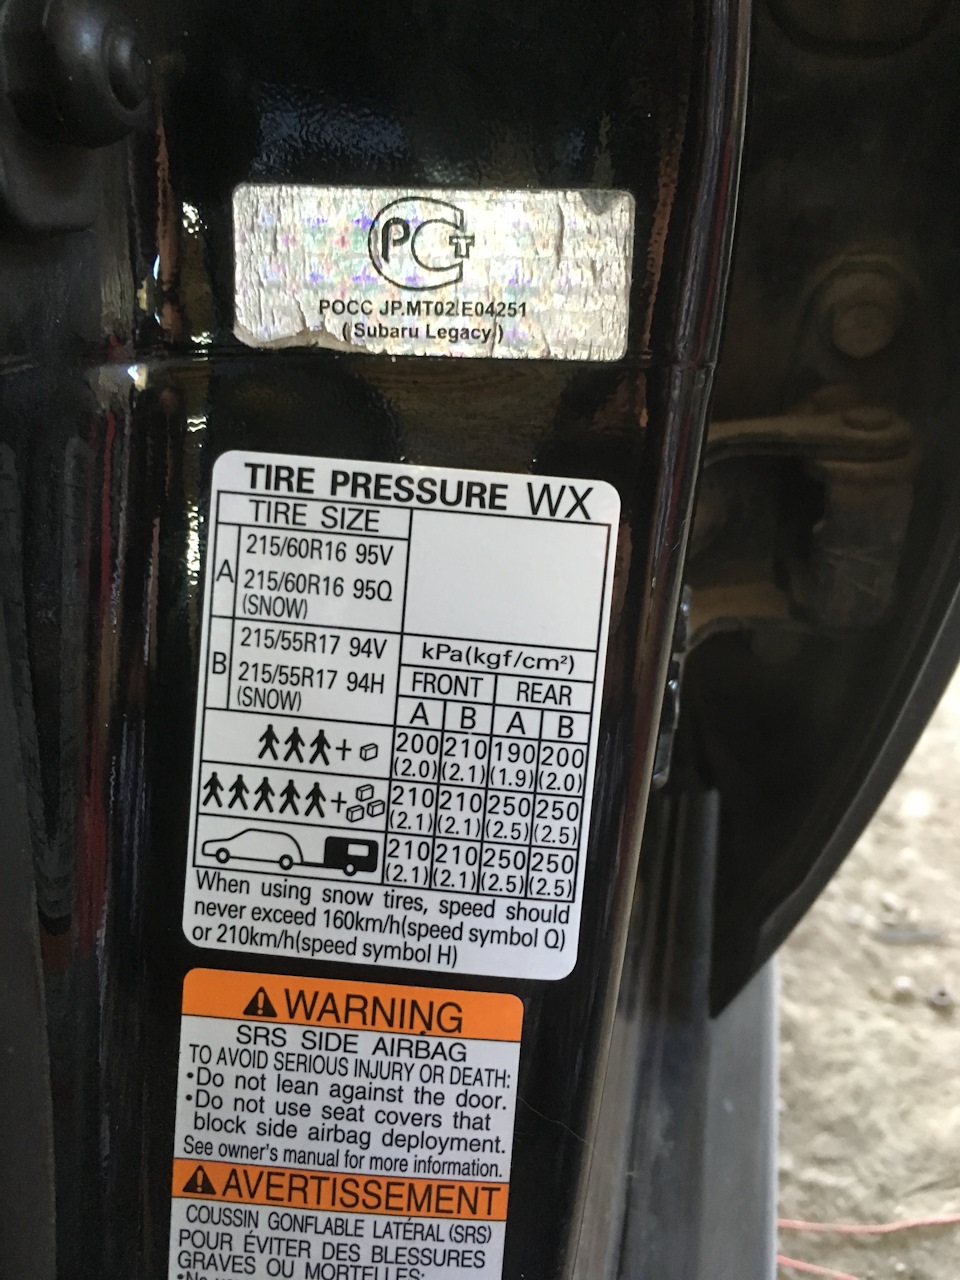 РСТ
РОСС JP.MT02.E04251
(Subaru Legacy)
TIRE PRESSURE WX
TIRE SIZE
A
215/60R16 95V
215/60R16 95Q
(SNOW)
B
215/55R17 94V
215/55R17 94H
(SNOW)
kPa(kgf/cm²)
FRONT REAR
A B A B
+ 200 210 190 200
(2.0) (2.1) (1.9) (2.0)
+ 210 210 250 250
(2.1) (2.1) (2.5) (2.5)
210 210 250 250
(2.1) (2.1) (2.5) (2.5)
When using snow tires, speed should
never exceed 160km/h(speed symbol Q)
or 210km/h(speed symbol H)
WARNING
SRS SIDE AIRBAG
TO AVOID SERIOUS INJURY OR DEATH:
•Do not lean against the door.
•Do not use seat covers that
block side airbag deployment.
See owner's manual for more information.
AVERTISSEMENT
COUSSIN GONFLABLE LATÉRAL (SRS)
POUR ÉVITER DES BLESSURES
GRAVES OU MORTELLES: